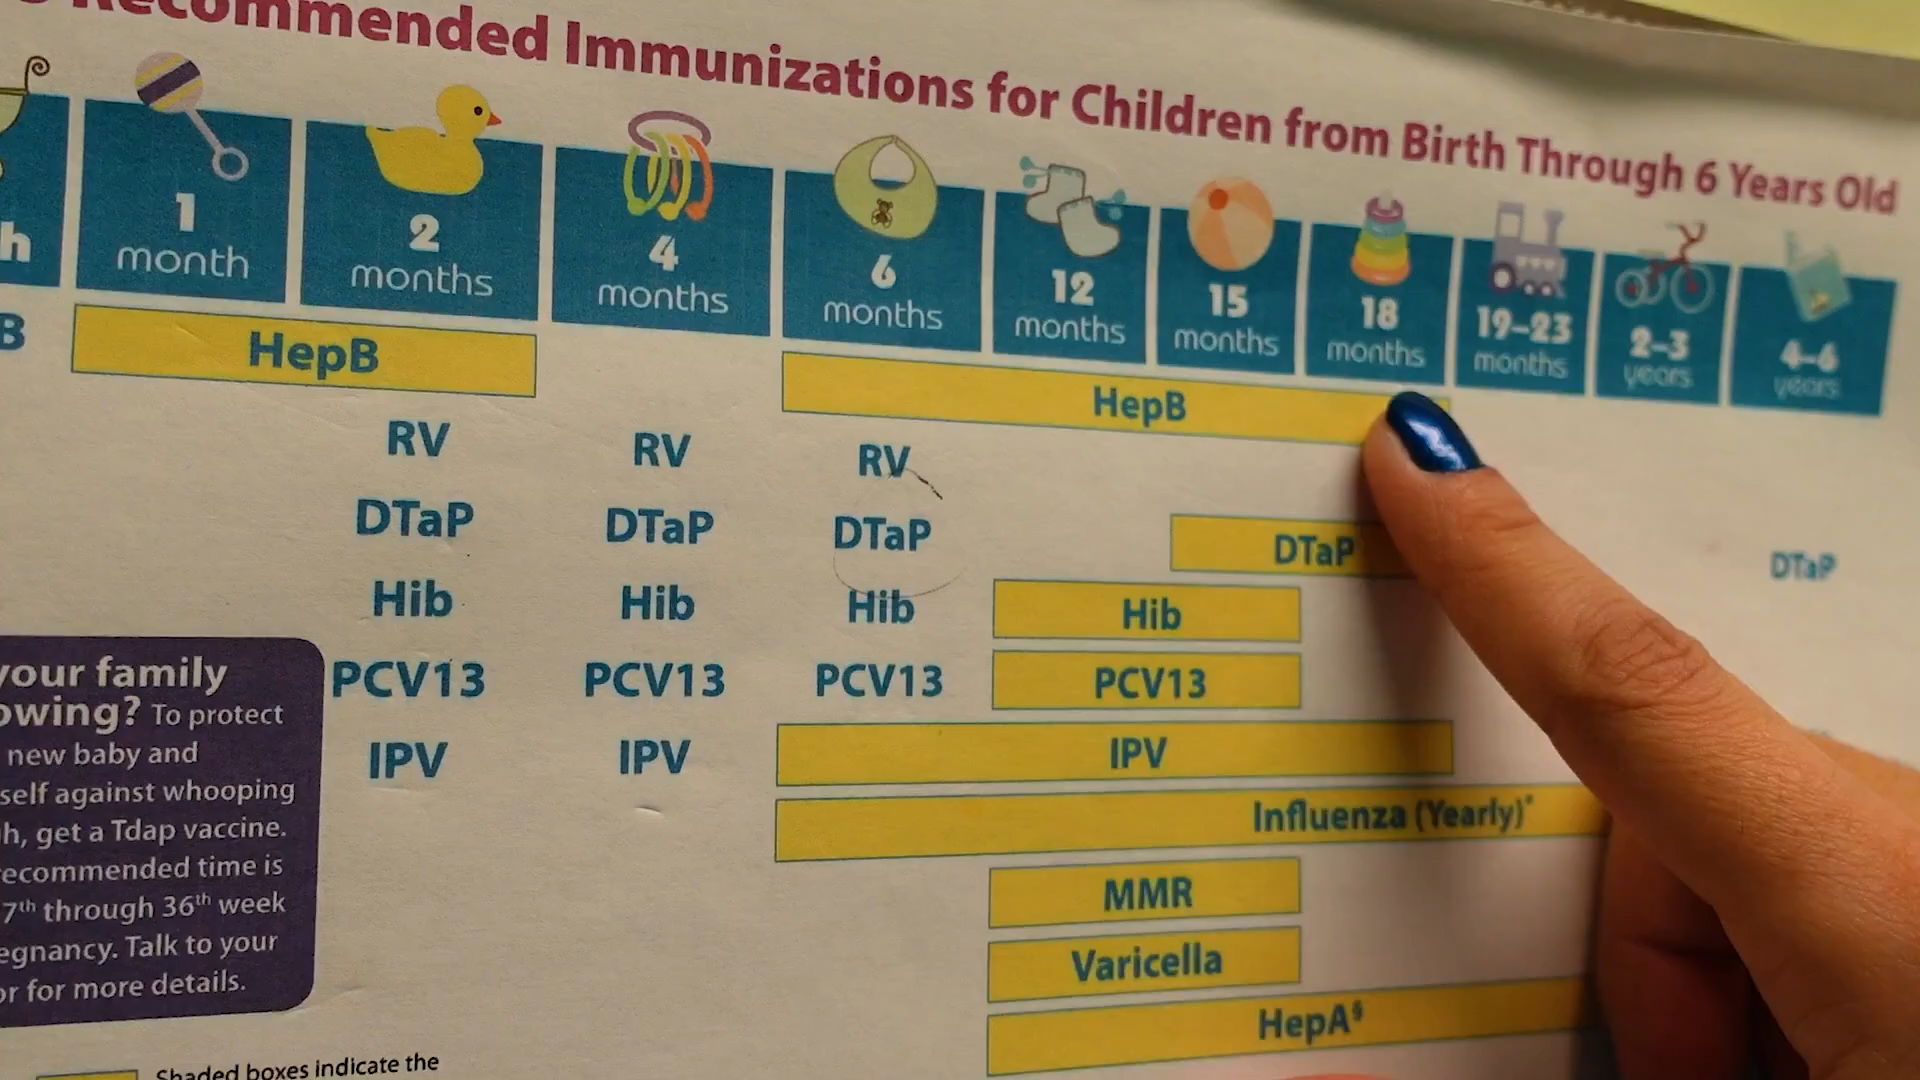 Recommended Immunizations for Children from Birth Through 6 Years Old
1 month
2 months
4 months
6 months
12 months
15 months
18 months
19–23 months
2–3 years
4–6 years
B
HepB
HepB
RV RV RV
DTaP DTaP DTaP DTaP DTaP
Hib Hib Hib Hib
PCV13 PCV13 PCV13 PCV13
IPV IPV IPV
Influenza (Yearly)*
MMR
Varicella
HepA§
your family
owing? To protect
new baby and
self against whooping
h, get a Tdap vaccine.
ecommended time is
7th through 36th week
egnancy. Talk to your
or for more details.
Shaded boxes indicate the